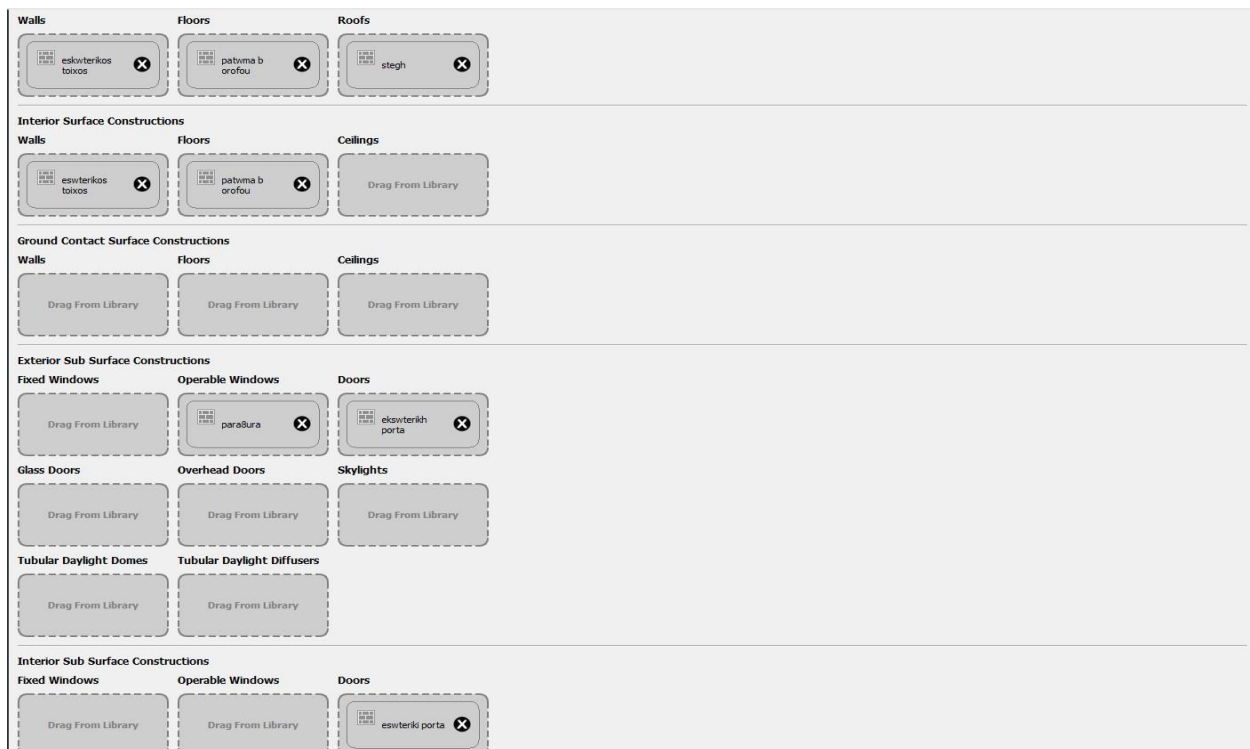 Walls Floors Roofs
eskwterikos patwma b stegh
toixos orofou
Interior Surface Constructions
Walls Floors Ceilings
eswterikos patwma b Drag From Library
toixos orofou
Ground Contact Surface Constructions
Walls Floors Ceilings
Drag From Library Drag From Library Drag From Library
Exterior Sub Surface Constructions
Fixed Windows Operable Windows Doors
Drag From Library para8ura ekswterikh
porta
Glass Doors Overhead Doors Skylights
Drag From Library Drag From Library Drag From Library
Tubular Daylight Domes Tubular Daylight Diffusers
Drag From Library Drag From Library
Interior Sub Surface Constructions
Fixed Windows Operable Windows Doors
Drag From Library Drag From Library eswteriki porta